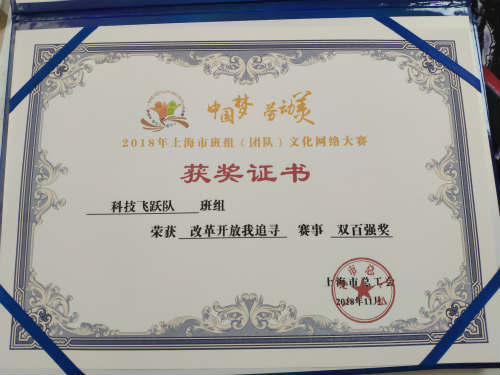 中国梦 劳动美
2018年上海市班组（团队）文化网络大赛
获奖证书
科技飞跃队 班组
荣获 改革开放我追寻 赛事 双百强奖
上海市总工会
2018年11月